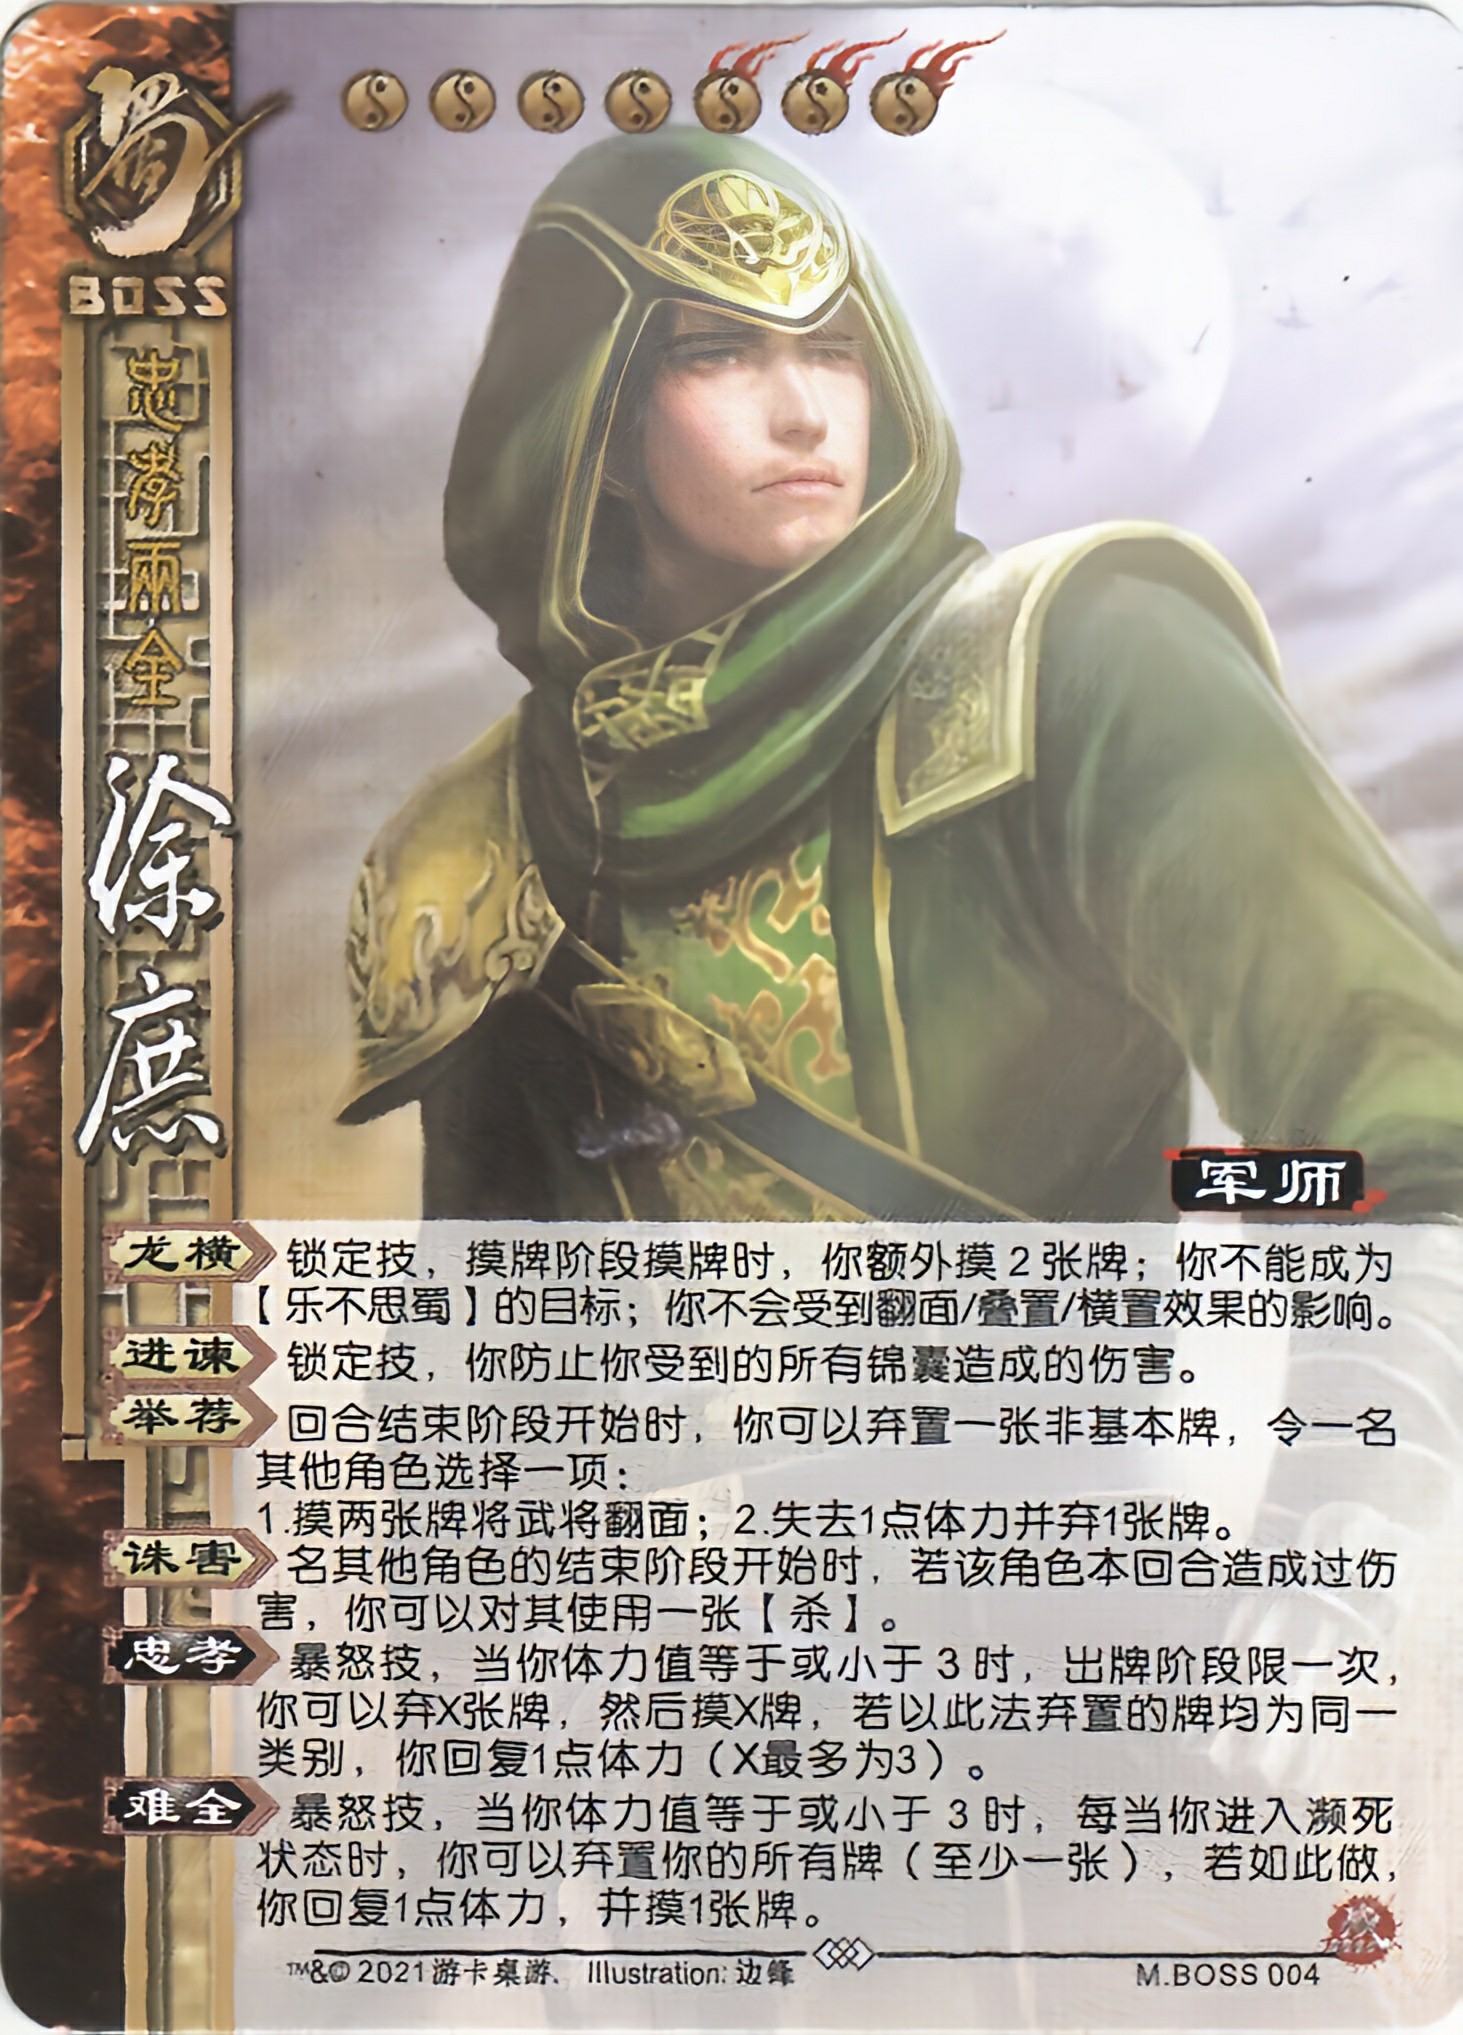 蜀
BOSS
忠孝兩全
徐庶
军师
龙横 锁定技，摸牌阶段摸牌时，你额外摸2张牌；你不能成为
【乐不思蜀】的目标；你不会受到翻面/叠置/横置效果的影响。
进谏 锁定技，你防止你受到的所有锦囊造成的伤害。
举荐 回合结束阶段开始时，你可以弃置一张非基本牌，令一名
其他角色选择一项：
1.摸两张牌将武将翻面；2.失去1点体力并弃1张牌。
诛害 名其他角色的结束阶段开始时，若该角色本回合造成过伤
害，你可以对其使用一张【杀】。
忠孝 暴怒技，当你体力值等于或小于3时，出牌阶段限一次，
你可以弃X张牌，然后摸X牌，若以此法弃置的牌均为同一
类别，你回复1点体力（X最多为3）。
难全 暴怒技，当你体力值等于或小于3时，每当你进入濒死
状态时，你可以弃置你的所有牌（至少一张），若如此做，
你回复1点体力，并摸1张牌。
™&© 2021游卡桌游. Illustration: 边锋
M.BOSS 004